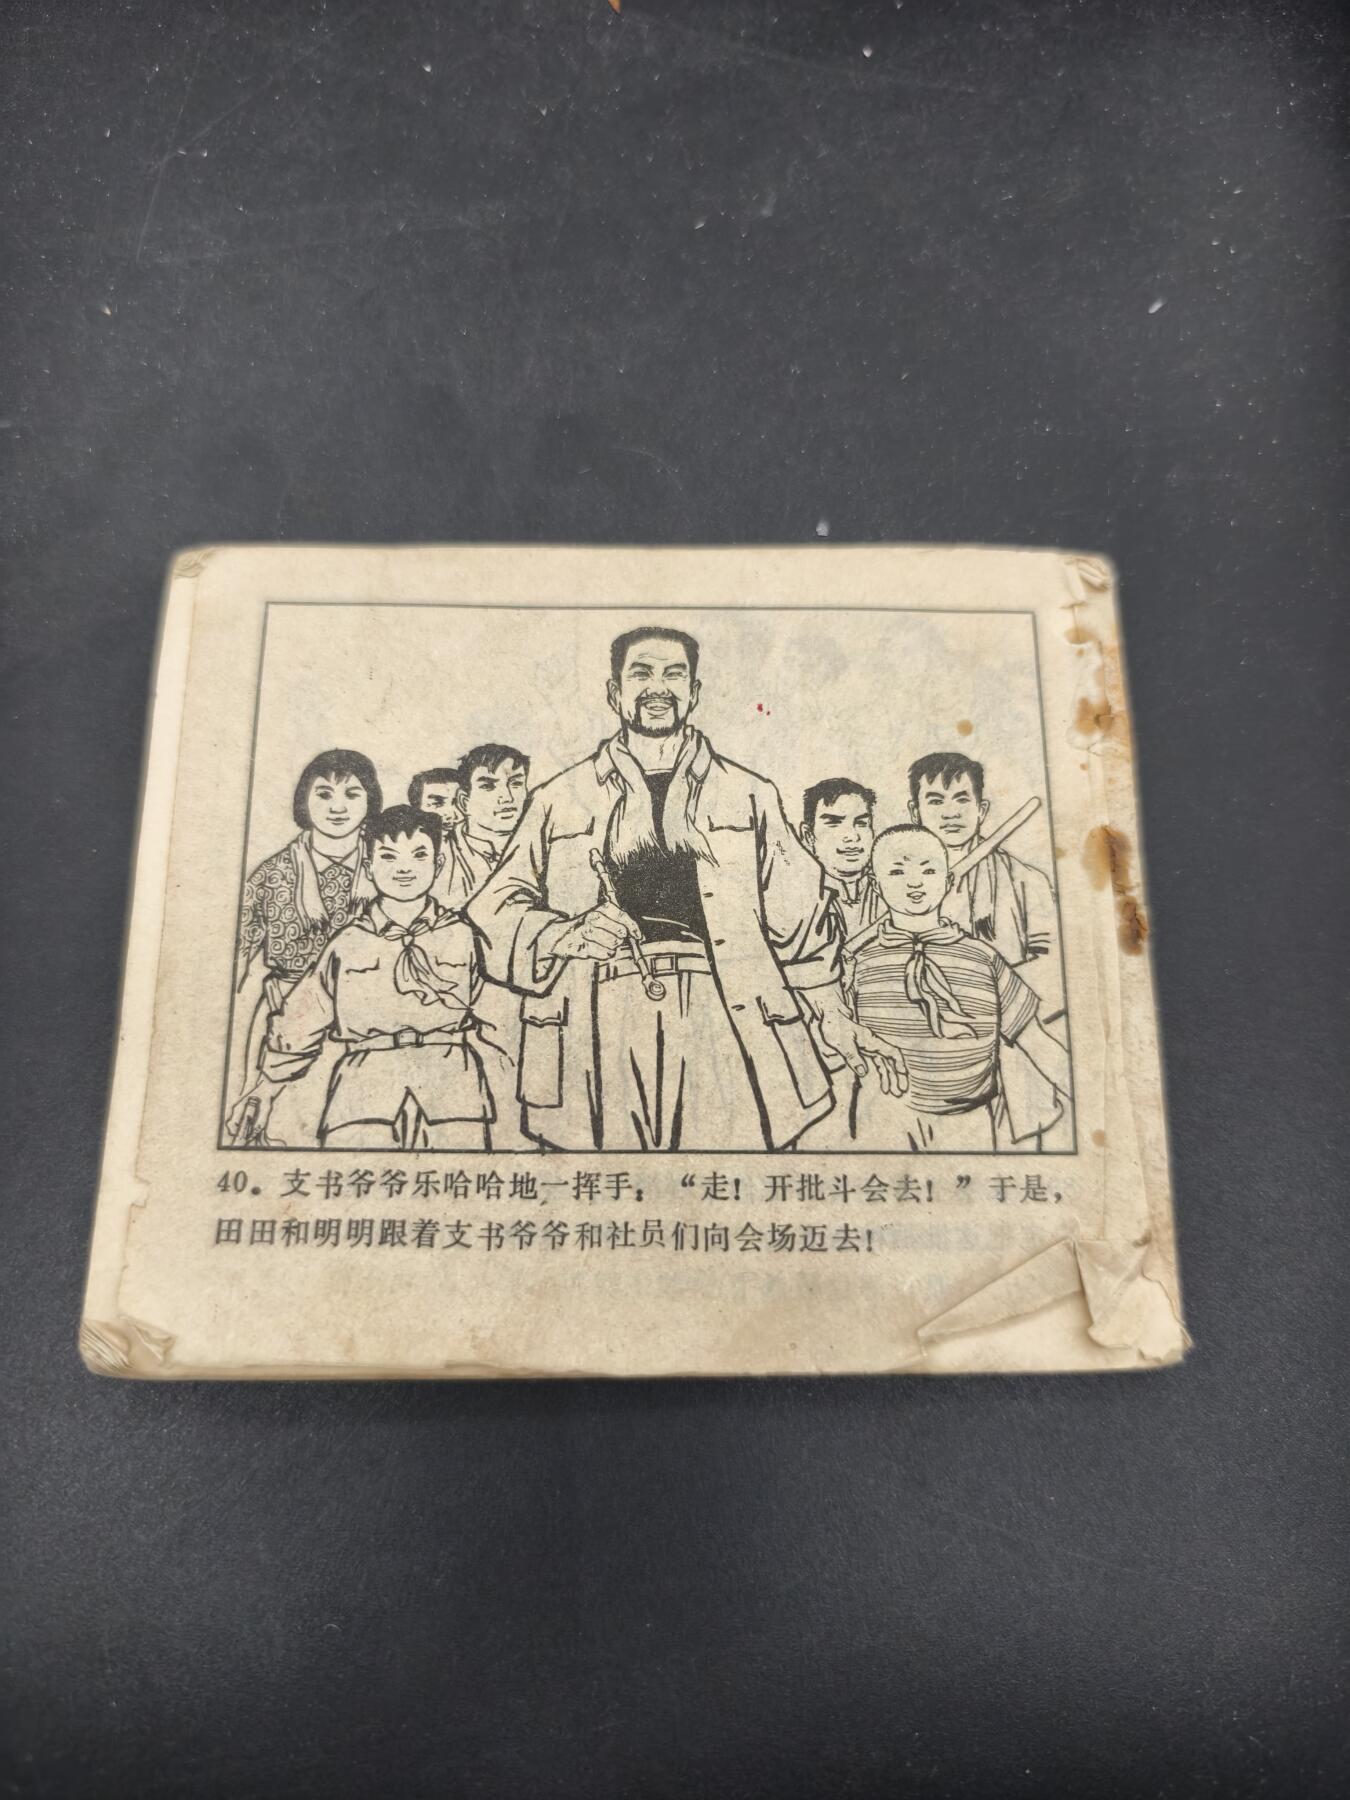 40。支书爷爷乐哈哈地一挥手：“走！开批斗会去！”于是，
田田和明明跟着支书爷爷和社员们向会场迈去！